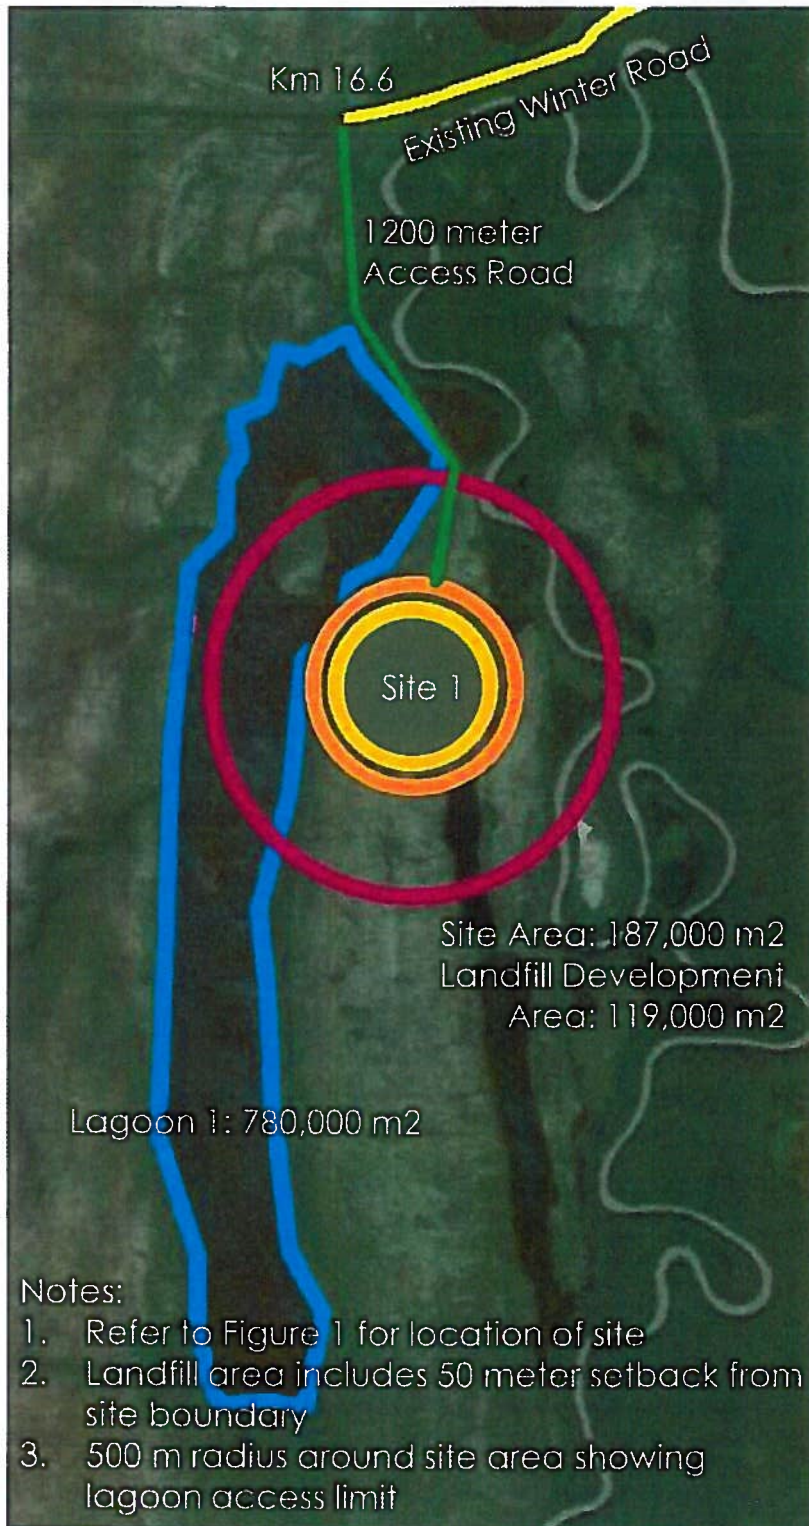 Km 16.6
Existing Winter Road
1200 meter
Access Road
Site 1
Site Area: 187,000 m2
Landfill Development
Area: 119,000 m2
Lagoon 1: 780,000 m2
Notes:
1. Refer to Figure 1 for location of site
2. Landfill area includes 50 meter setback from
site boundary
3. 500 m radius around site area showing
lagoon access limit